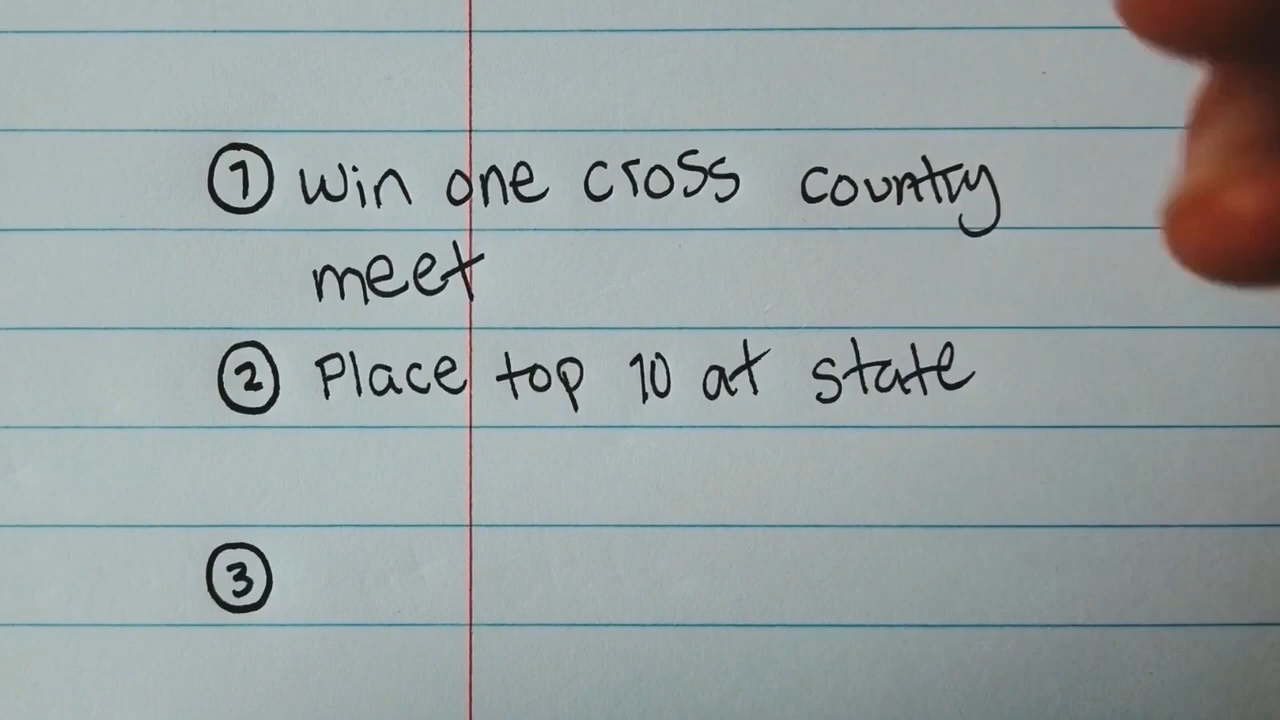 ① Win one cross country
meet
② Place top 10 at state
③